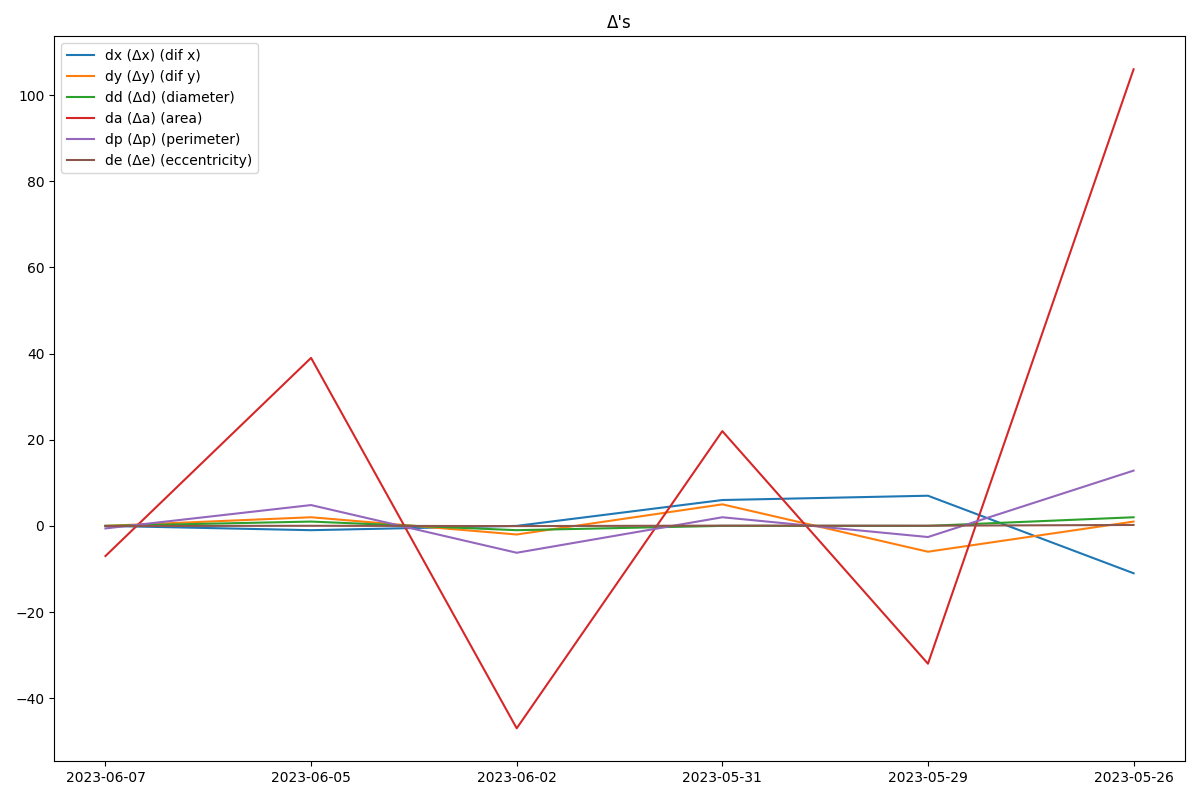 Δ's
dx (Δx) (dif x)
dy (Δy) (dif y)
dd (Δd) (diameter)
da (Δa) (area)
dp (Δp) (perimeter)
de (Δe) (eccentricity)
100
80
60
40
20
0
−20
−40
2023-06-07 2023-06-05 2023-06-02 2023-05-31 2023-05-29 2023-05-26